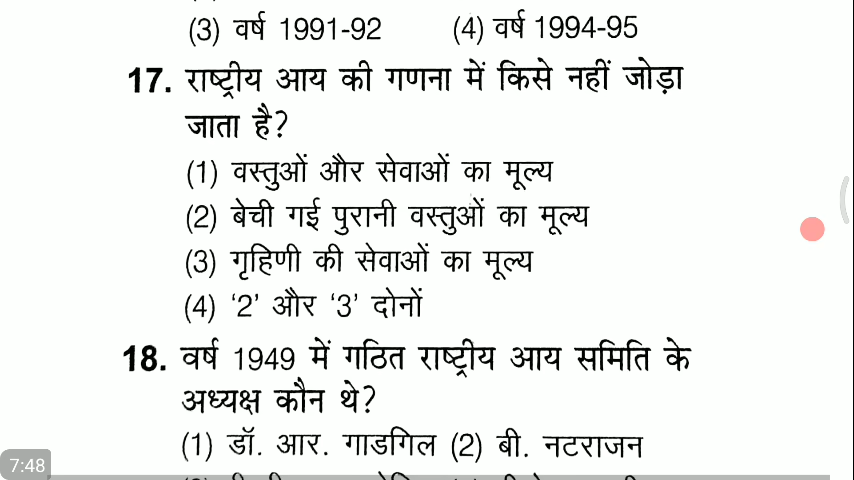 (3) वर्ष 1991-92 (4) वर्ष 1994-95
17. राष्ट्रीय आय की गणना में किसे नहीं जोड़ा
जाता है?
(1) वस्तुओं और सेवाओं का मूल्य
(2) बेची गई पुरानी वस्तुओं का मूल्य
(3) गृहिणी की सेवाओं का मूल्य
(4) ‘2’ और ‘3’ दोनों
18. वर्ष 1949 में गठित राष्ट्रीय आय समिति के
अध्यक्ष कौन थे?
(1) डॉ. आर. गाडगिल (2) बी. नटराजन
7:48